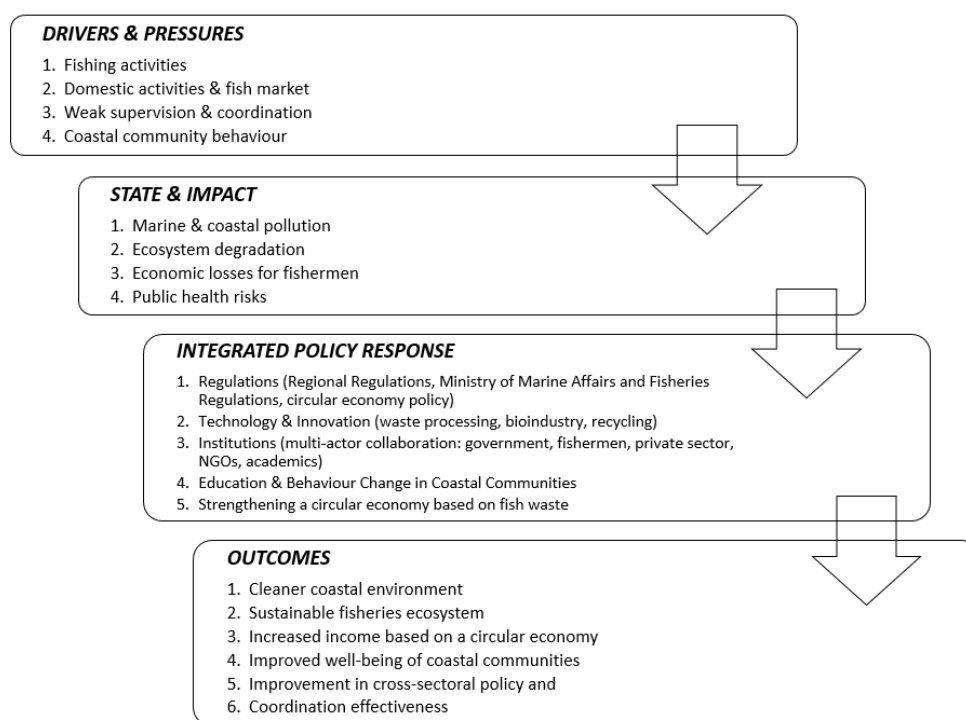 DRIVERS & PRESSURES
1. Fishing activities
2. Domestic activities & fish market
3. Weak supervision & coordination
4. Coastal community behaviour
STATE & IMPACT
1. Marine & coastal pollution
2. Ecosystem degradation
3. Economic losses for fishermen
4. Public health risks
INTEGRATED POLICY RESPONSE
1. Regulations (Regional Regulations, Ministry of Marine Affairs and Fisheries
Regulations, circular economy policy)
2. Technology & Innovation (waste processing, bioindustry, recycling)
3. Institutions (multi-actor collaboration: government, fishermen, private sector,
NGOs, academics)
4. Education & Behaviour Change in Coastal Communities
5. Strengthening a circular economy based on fish waste
OUTCOMES
1. Cleaner coastal environment
2. Sustainable fisheries ecosystem
3. Increased income based on a circular economy
4. Improved well-being of coastal communities
5. Improvement in cross-sectoral policy and
6. Coordination effectiveness